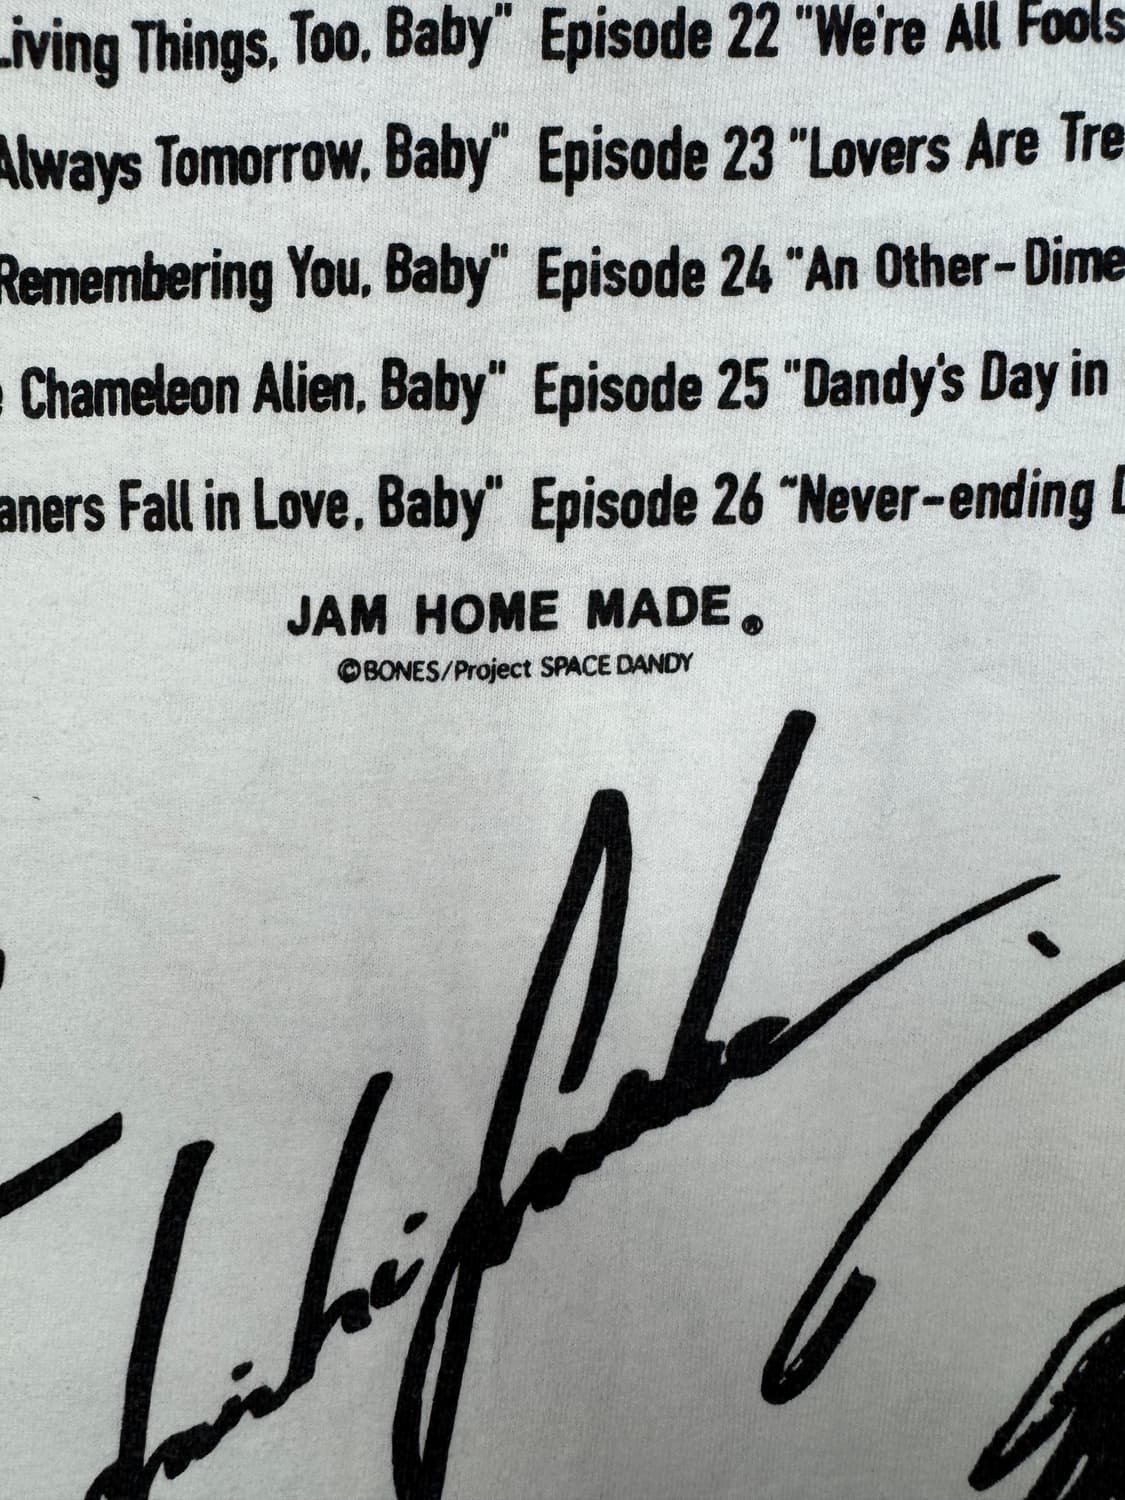 Living Things, Too, Baby" Episode 22 "We're All Fools
Always Tomorrow, Baby" Episode 23 "Lovers Are Tre
Remembering You, Baby" Episode 24 "An Other-Dime
Chameleon Alien, Baby" Episode 25 "Dandy's Day in
aners Fall in Love, Baby" Episode 26 "Never-ending D
JAM HOME MADE®
©BONES/Project SPACE DANDY